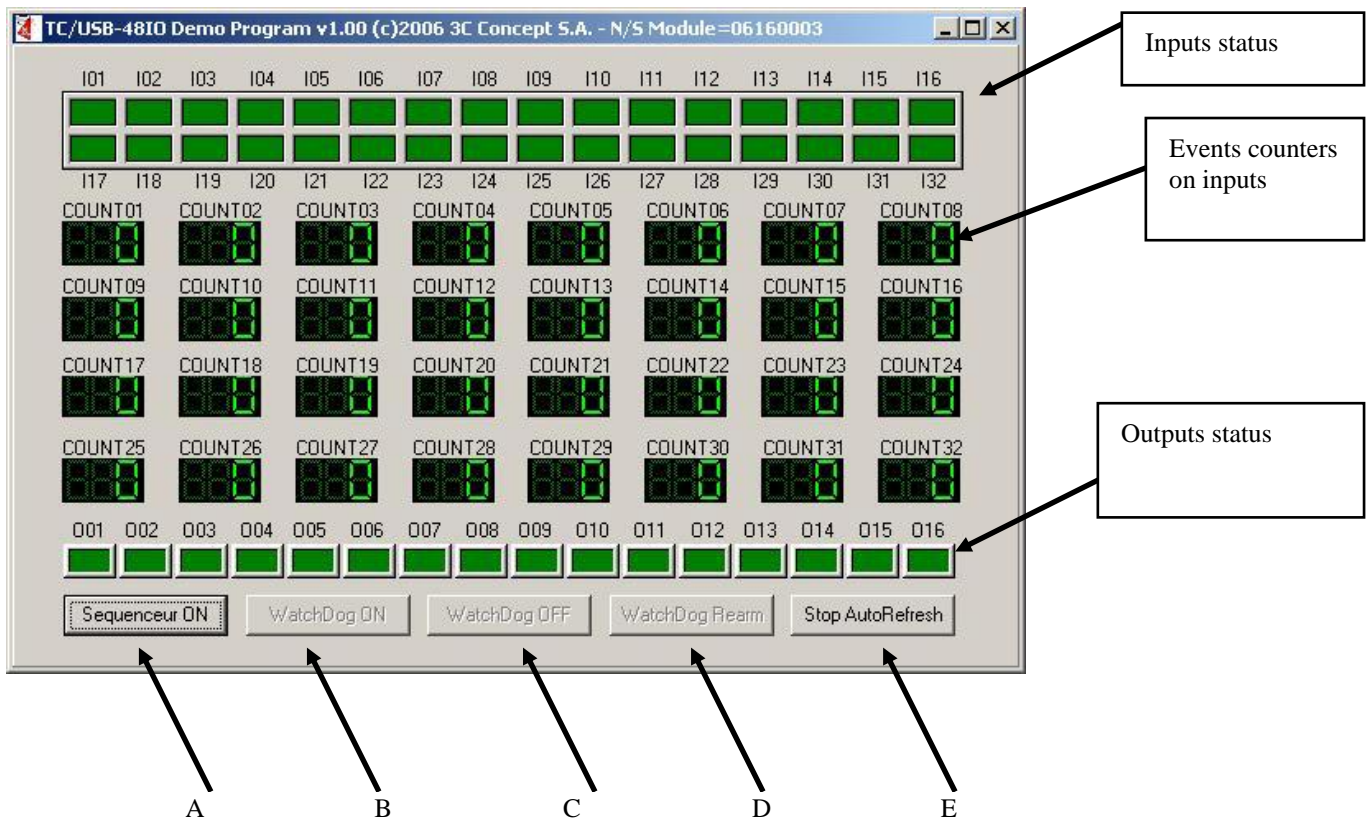 TC/USB-48IO Demo Program v1.00 (c)2006 3C Concept S.A. - N/S Module=06160003
Inputs status
I01 I02 I03 I04 I05 I06 I07 I08 I09 I10 I11 I12 I13 I14 I15 I16
I17 I18 I19 I20 I21 I22 I23 I24 I25 I26 I27 I28 I29 I30 I31 I32
Events counters
on inputs
COUNT01 COUNT02 COUNT03 COUNT04 COUNT05 COUNT06 COUNT07 COUNT08
0 0 0 0 0 0 0 0
COUNT09 COUNT10 COUNT11 COUNT12 COUNT13 COUNT14 COUNT15 COUNT16
0 0 0 0 0 0 0 0
COUNT17 COUNT18 COUNT19 COUNT20 COUNT21 COUNT22 COUNT23 COUNT24
0 0 0 0 0 0 0 0
COUNT25 COUNT26 COUNT27 COUNT28 COUNT29 COUNT30 COUNT31 COUNT32
0 0 0 0 0 0 0 0
Outputs status
O01 O02 O03 O04 O05 O06 O07 O08 O09 O10 O11 O12 O13 O14 O15 O16
Sequenceur ON WatchDog ON WatchDog OFF WatchDog Rearm Stop AutoRefresh
A B C D E